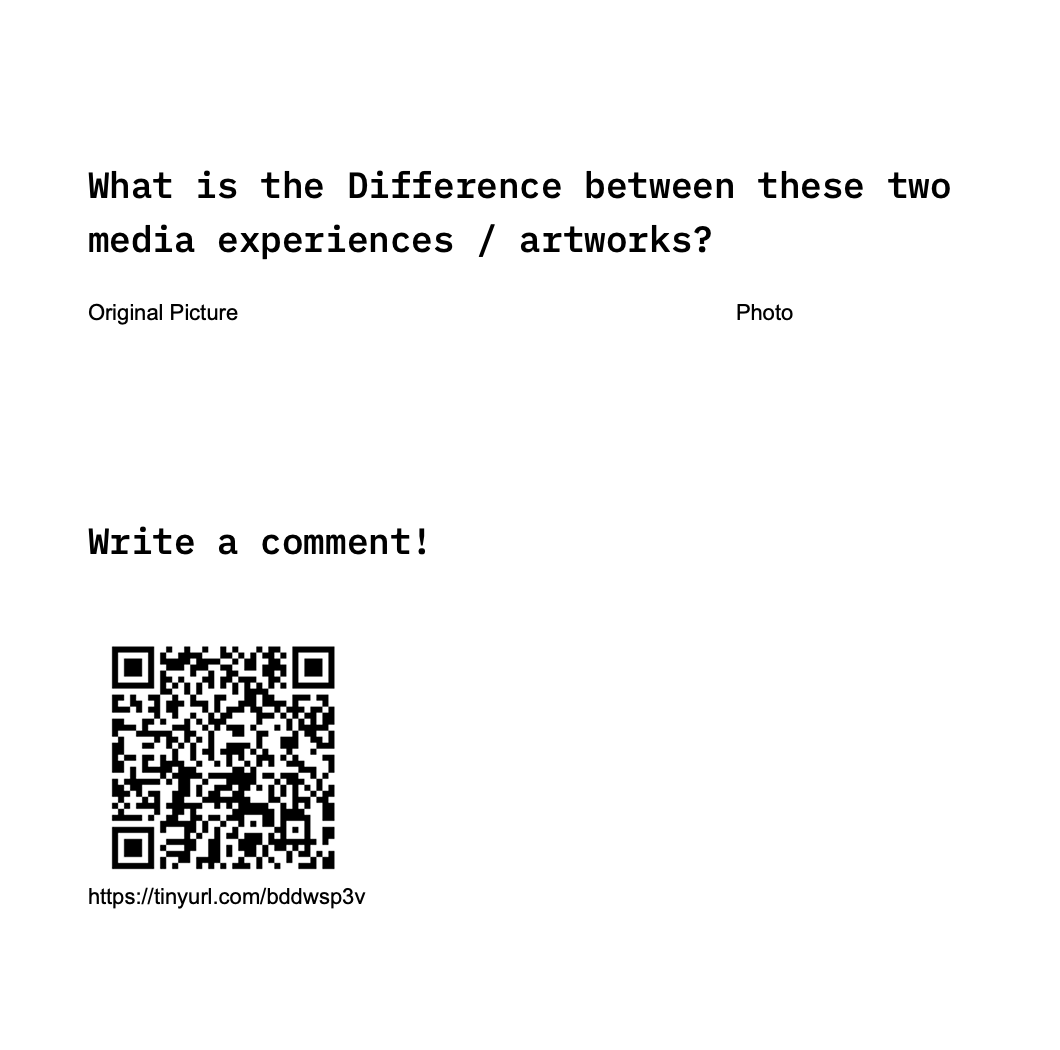 What is the Difference between these two
media experiences / artworks?
Original Picture Photo
Write a comment!
https://tinyurl.com/bddwsp3v